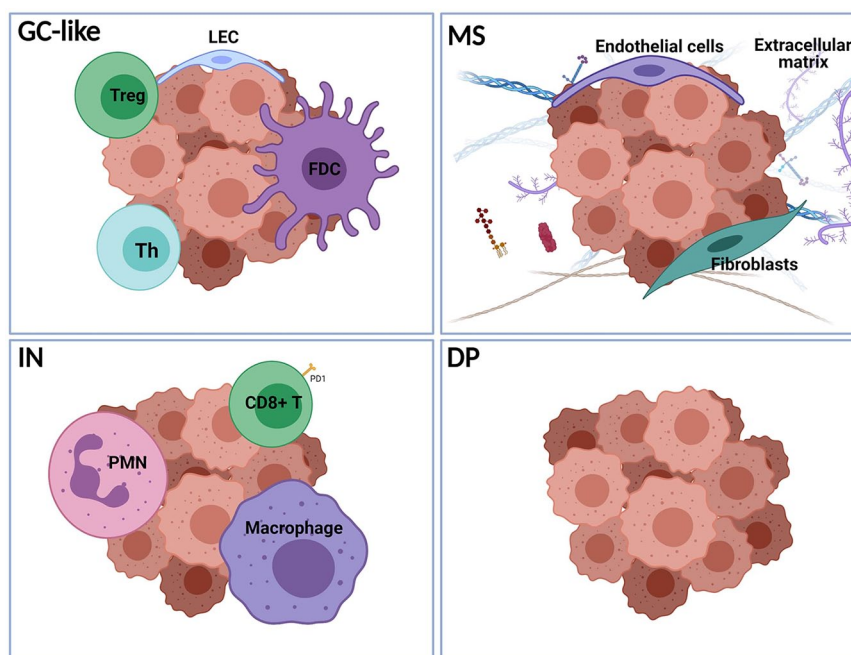 GC-like
LEC
Treg
FDC
Th
MS
Endothelial cells
Extracellular
matrix
Fibroblasts
IN
PD1
CD8+ T
PMN
Macrophage
DP